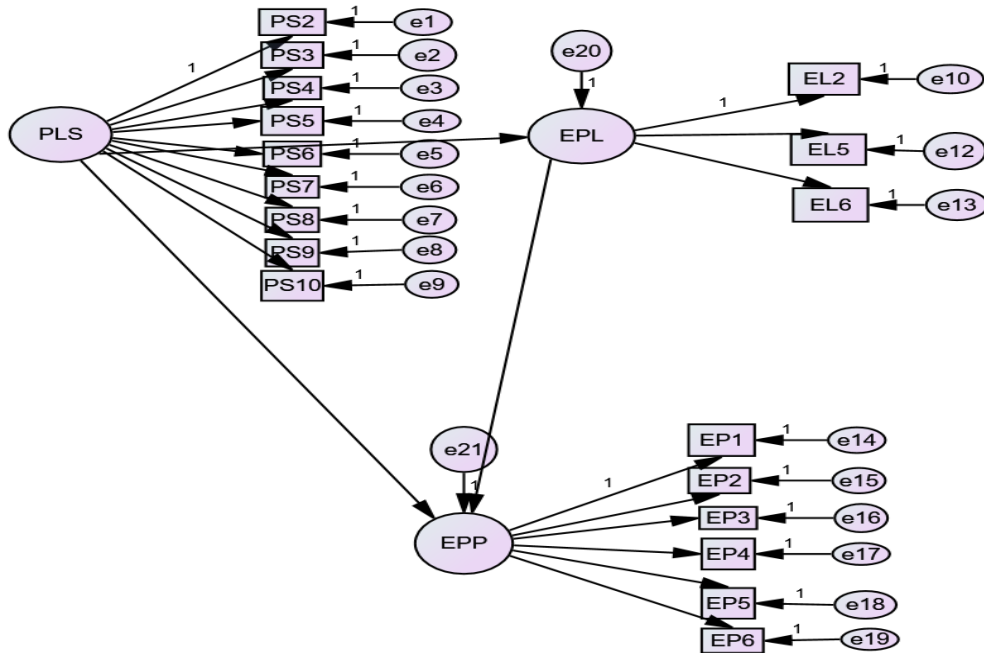 PS2
1
e1
1
PS3
1
e2
PS4
1
e3
PLS
PS5
1
e4
PS6
1
e5
PS7
1
e6
PS8
1
e7
PS9
1
e8
PS10
1
e9
e20
1
EPL
1
EL2
1
e10
EL5
1
e12
EL6
1
e13
e21
1
EPP
1
EP1
1
e14
EP2
1
e15
EP3
1
e16
EP4
1
e17
EP5
1
e18
EP6
1
e19